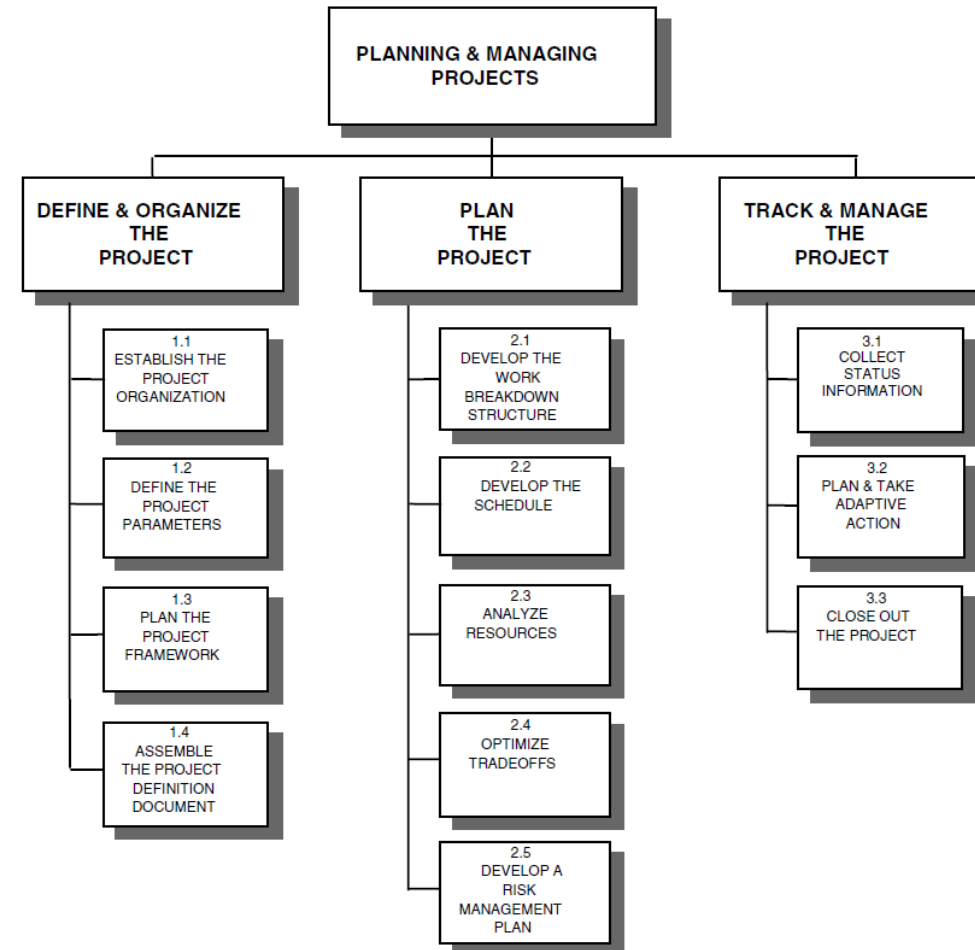 PLANNING & MANAGING
PROJECTS
DEFINE & ORGANIZE
THE
PROJECT
1.1
ESTABLISH THE
PROJECT
ORGANIZATION
1.2
DEFINE THE
PROJECT
PARAMETERS
1.3
PLAN THE
PROJECT
FRAMEWORK
1.4
ASSEMBLE
THE PROJECT
DEFINITION
DOCUMENT
PLAN
THE
PROJECT
2.1
DEVELOP THE
WORK
BREAKDOWN
STRUCTURE
2.2
DEVELOP THE
SCHEDULE
2.3
ANALYZE
RESOURCES
2.4
OPTIMIZE
TRADEOFFS
2.5
DEVELOP A
RISK
MANAGEMENT
PLAN
TRACK & MANAGE
THE
PROJECT
3.1
COLLECT
STATUS
INFORMATION
3.2
PLAN & TAKE
ADAPTIVE
ACTION
3.3
CLOSE OUT
THE PROJECT